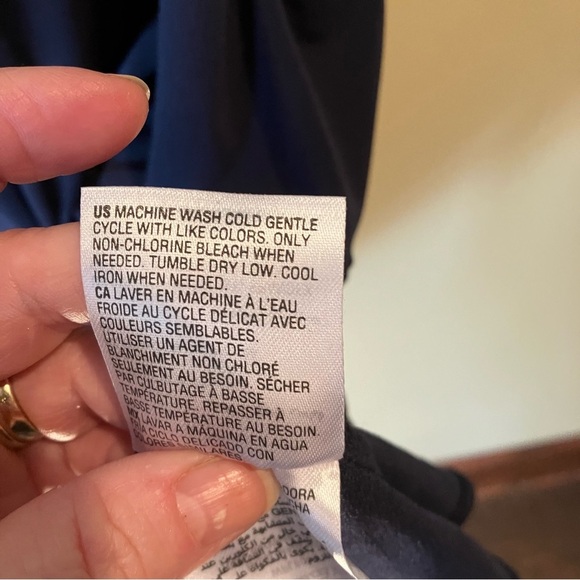 US MACHINE WASH COLD GENTLE
CYCLE WITH LIKE COLORS. ONLY
NON-CHLORINE BLEACH WHEN
NEEDED. TUMBLE DRY LOW. COOL
IRON WHEN NEEDED.
CA LAVER EN MACHINE À L'EAU
FROIDE AU CYCLE DÉLICAT AVEC
COULEURS SEMBLABLES.
UTILISER UN AGENT DE
BLANCHIMENT NON CHLORÉ
SEULEMENT AU BESOIN. SÉCHER
PAR CULBUTAGE À BASSE
TEMPÉRATURE. REPASSER À
BASSE TEMPÉRATURE AU BESOIN.
MX LAVAR A MÁQUINA EN AGUA
CICLO DELICADO CON